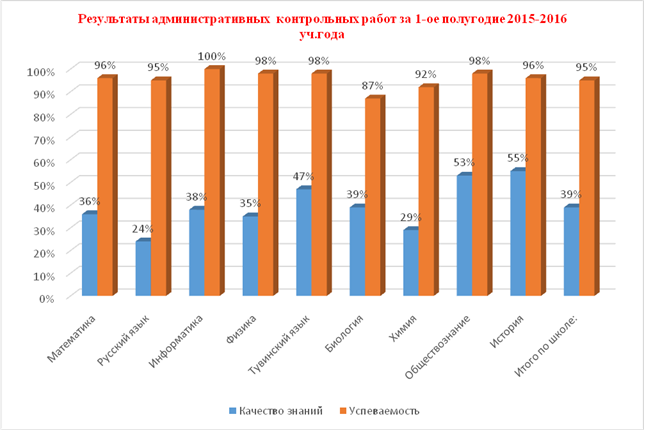 Результаты административных контрольных работ за 1-ое полугодие 2015-2016
уч.года
100%
90%
80%
70%
60%
50%
40%
30%
20%
10%
0%
36%
96%
24%
95%
38%
100%
35%
98%
47%
98%
39%
87%
29%
92%
53%
98%
55%
96%
39%
95%
Математика
Русский язык
Информатика
Физика
Тувинский язык
Биология
Химия
Обществознание
История
Итого по школе:
Качество знаний
Успеваемость